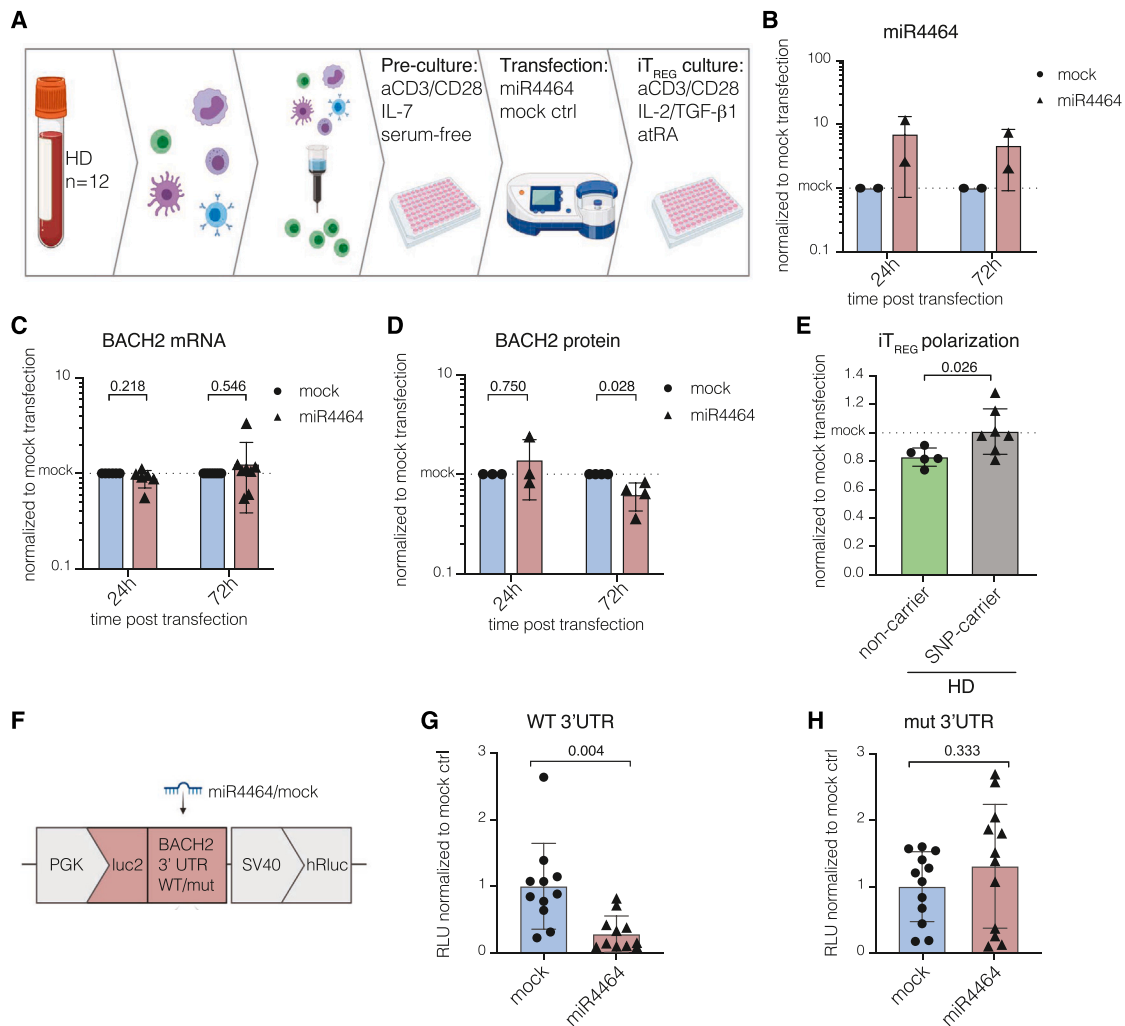 A
HD
n=12
Pre-culture:
aCD3/CD28
IL-7
serum-free
Transfection:
miR4464
mock ctrl
iTREG culture:
aCD3/CD28
IL-2/TGF-β1
atRA
B
miR4464
normalized to mock transfection
100
10
mock
0.1
24h
72h
time post transfection
mock
miR4464
C
BACH2 mRNA
normalized to mock transfection
10
mock
0.1
0.218
0.546
24h
72h
time post transfection
mock
miR4464
D
BACH2 protein
normalized to mock transfection
10
mock
0.1
0.750
0.028
24h
72h
time post transfection
mock
miR4464
E
iTREG polarization
normalized to mock transfection
0.026
1.4
1.2
mock
0.8
0.6
0.4
0.2
0.0
non-carrier
SNP-carrier
HD
F
miR4464/mock
PGK
luc2
BACH2
3' UTR
WT/mut
SV40
hRluc
G
WT 3'UTR
RLU normalized to mock ctrl
0.004
3
2
1
0
mock
miR4464
H
mut 3'UTR
RLU normalized to mock ctrl
0.333
3
2
1
0
mock
miR4464